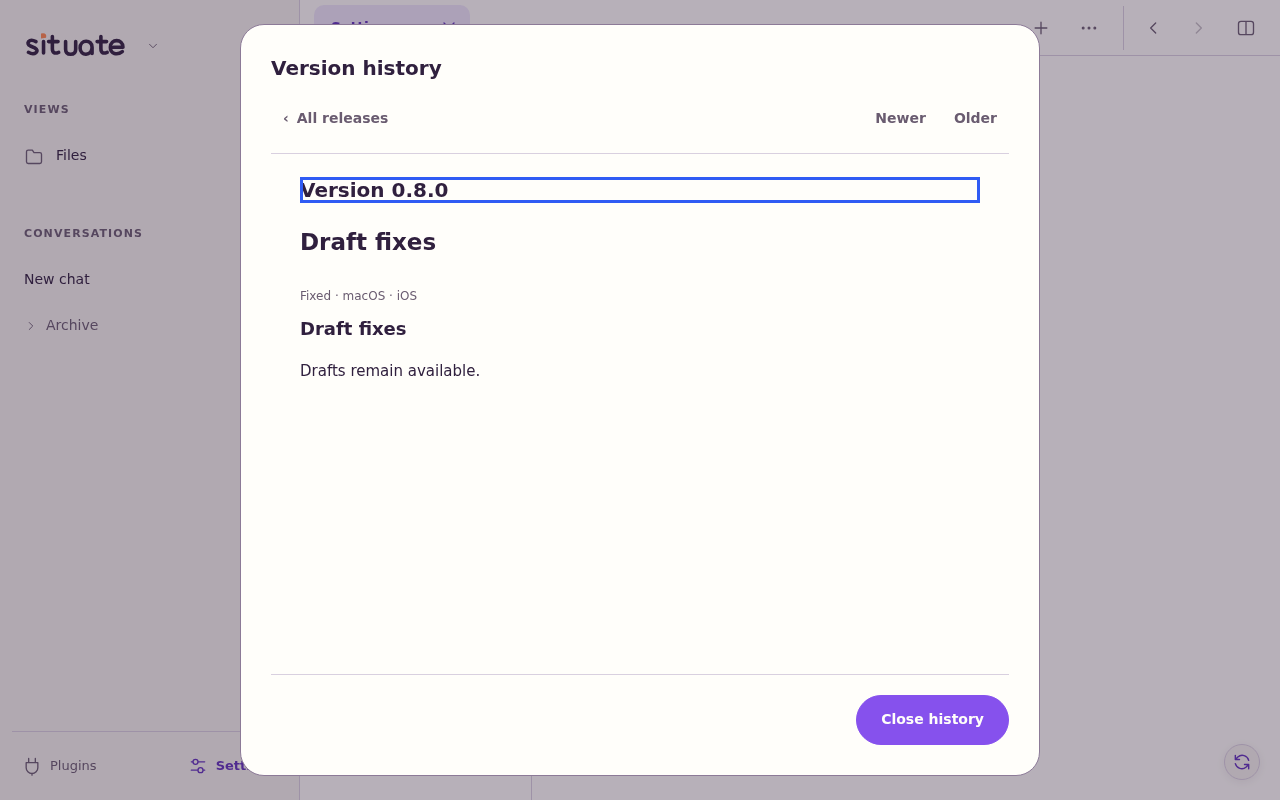 situate
VIEWS
Files
CONVERSATIONS
New chat
Archive
Plugins
Version history
‹ All releases
Newer
Older
Version 0.8.0
Draft fixes
Fixed · macOS · iOS
Draft fixes
Drafts remain available.
Close history